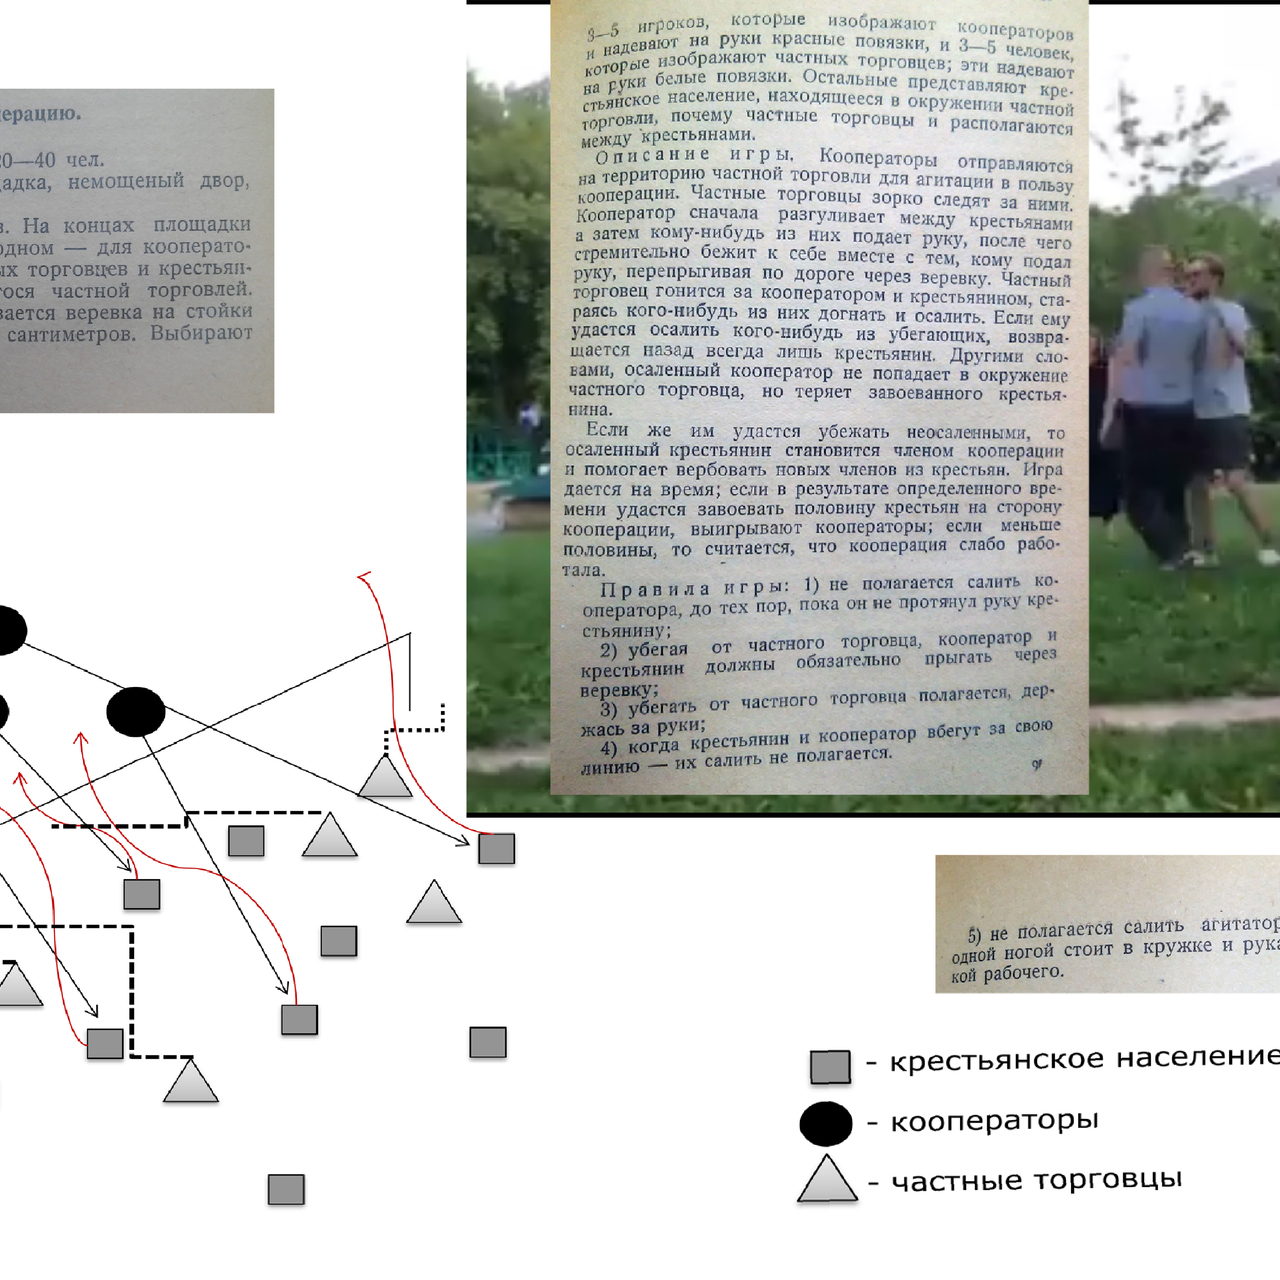 ерацию.
20—40 чел.
адка, немощеный двор,
в. На концах площадки
одном — для кооперато-
ых торговцев и крестьян-
гося частной торговлей.
вается веревка на стойки
сантиметров. Выбирают
3—5 игроков, которые изображают кооператоров
и надевают на руки красные повязки, и 3—5 человек,
которые изображают частных торговцев; эти надевают
на руки белые повязки. Остальные представляют кре-
стьянское население, находящееся в окружении частной
торговли, почему частные торговцы и располагаются
между крестьянами.
Описание игры. Кооператоры отправляются
на территорию частной торговли для агитации в пользу
кооперации. Частные торговцы зорко следят за ними.
Кооператор сначала разгуливает между крестьянами
а затем кому-нибудь из них подает руку, после чего
стремительно бежит к себе вместе с тем, кому подал
руку, перепрыгивая по дороге через веревку. Частный
торговец гонится за кооператором и крестьянином, ста-
раясь кого-нибудь из них догнать и осалить. Если ему
удастся осалить кого-нибудь из убегающих, возвра-
щается назад всегда лишь крестьянин. Другими сло-
вами, осаленный кооператор не попадает в окружение
частного торговца, но теряет завоеванного крестья-
нина.
Если же им удастся убежать неосаленными, то
осаленный крестьянин становится членом кооперации
и помогает вербовать новых членов из крестьян. Игра
дается на время; если в результате определенного вре-
мени удастся завоевать половину крестьян на сторону
кооперации, выигрывают кооператоры; если меньше
половины, то считается, что кооперация слабо рабо-
тала.
Правила игры: 1) не полагается салить ко-
оператора, до тех пор, пока он не протянул руку кре-
стьянину;
2) убегая от частного торговца, кооператор и
крестьянин должны обязательно прыгать через
веревку;
3) убегать от частного торговца полагается, дер-
жась за руки;
4) когда крестьянин и кооператор вбегут за свою
линию — их салить не полагается.
5) не полагается салить агитатор
одной ногой стоит в кружке и рука
кой рабочего.
- крестьянское население
- кооператоры
- частные торговцы